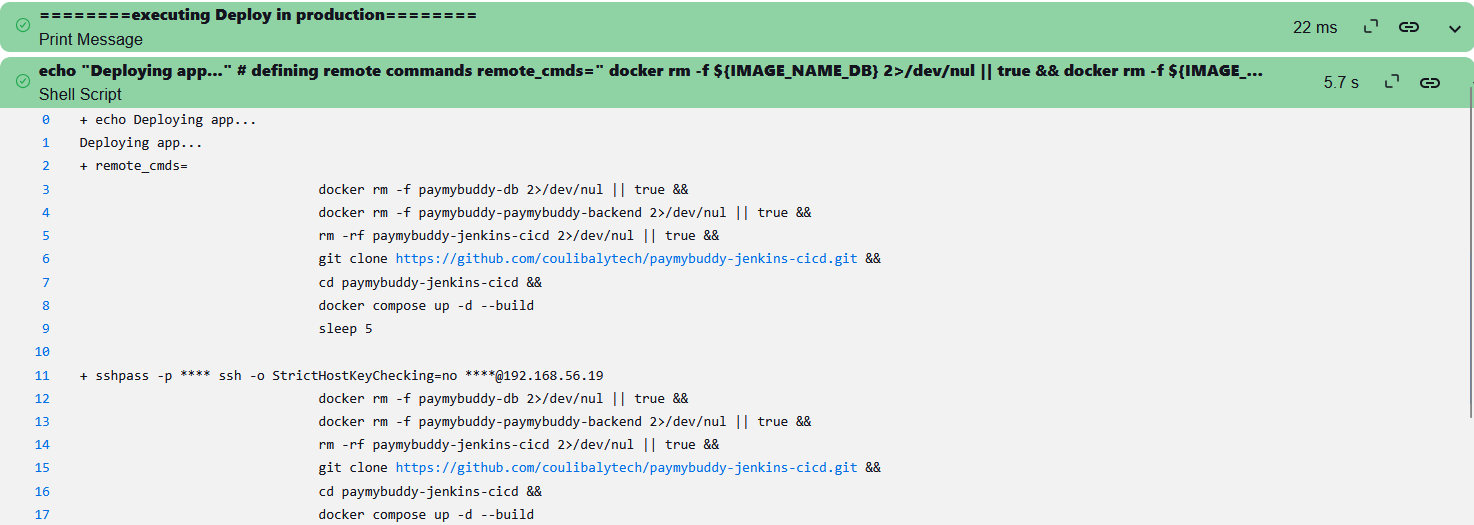 ========executing Deploy in production========
Print Message
22 ms
echo "Deploying app..." # defining remote commands remote_cmds=" docker rm -f ${IMAGE_NAME_DB} 2>/dev/nul || true && docker rm -f ${IMAGE_...
Shell Script
5.7 s
0 + echo Deploying app...
1 Deploying app...
2 + remote_cmds=
3 docker rm -f paymybuddy-db 2>/dev/nul || true &&
4 docker rm -f paymybuddy-paymybuddy-backend 2>/dev/nul || true &&
5 rm -rf paymybuddy-jenkins-cicd 2>/dev/nul || true &&
6 git clone https://github.com/coulibalytech/paymybuddy-jenkins-cicd.git &&
7 cd paymybuddy-jenkins-cicd &&
8 docker compose up -d --build
9 sleep 5
10
11 + sshpass -p **** ssh -o StrictHostKeyChecking=no ****@192.168.56.19
12 docker rm -f paymybuddy-db 2>/dev/nul || true &&
13 docker rm -f paymybuddy-paymybuddy-backend 2>/dev/nul || true &&
14 rm -rf paymybuddy-jenkins-cicd 2>/dev/nul || true &&
15 git clone https://github.com/coulibalytech/paymybuddy-jenkins-cicd.git &&
16 cd paymybuddy-jenkins-cicd &&
17 docker compose up -d --build